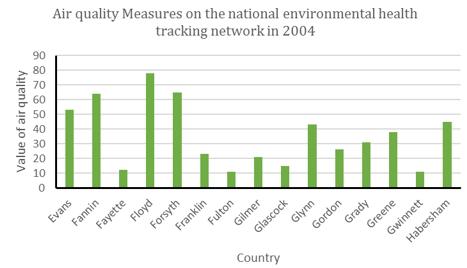 Air quality Measures on the national environmental health
tracking network in 2004
Value of air quality
90
80
70
60
50
40
30
20
10
0
Evans
Fannin
Fayette
Floyd
Forsyth
Franklin
Fulton
Gilmer
Glascock
Glynn
Gordon
Grady
Greene
Gwinnett
Habersham
Country